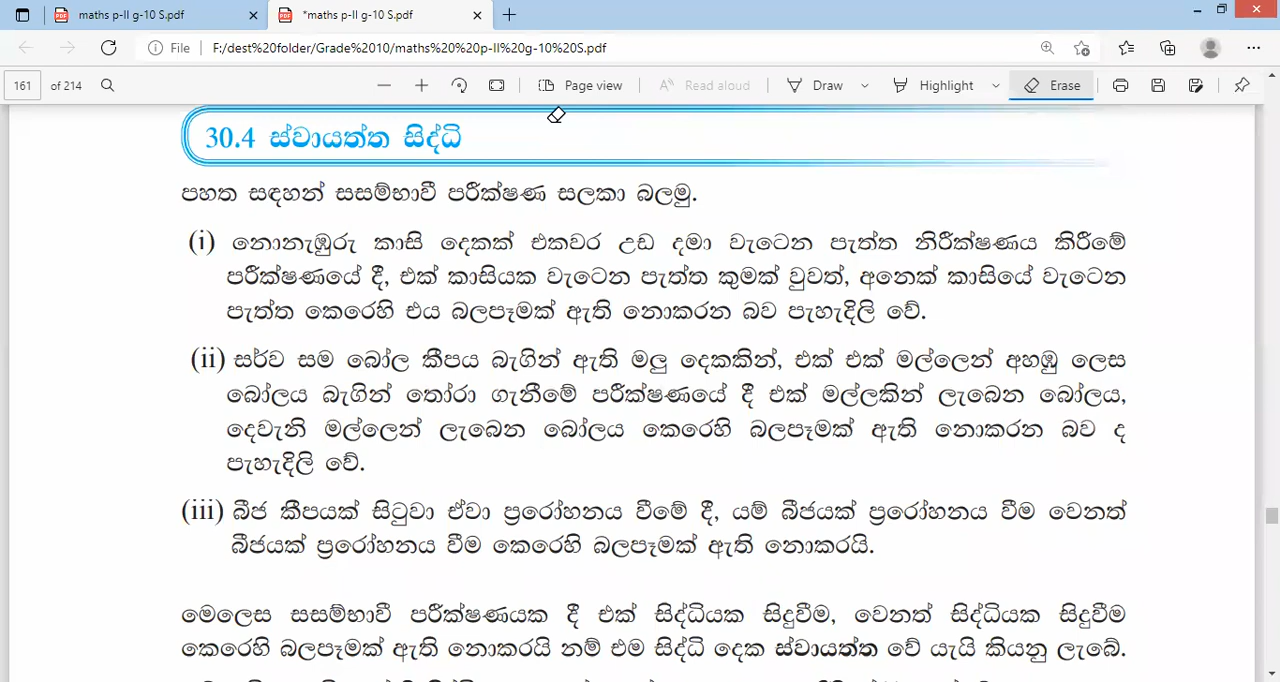 maths p-II g-10 S.pdf
*maths p-II g-10 S.pdf
File F:/dest%20folder/Grade%2010/maths%20%20p-II%20g-10%20S.pdf
161 of 214 Page view Read aloud Draw Highlight Erase
30.4 ස්වායත්ත සිද්ධි
පහත සඳහන් සසම්භාවී පරීක්ෂණ සලකා බලමු.
(i) නොනැඹුරු කාසි දෙකක් එකවර උඩ දමා වැටෙන පැත්ත නිරීක්ෂණය කිරීමේ
පරීක්ෂණයේ දී, එක් කාසියක වැටෙන පැත්ත කුමක් වුවත්, අනෙක් කාසියේ වැටෙන
පැත්ත කෙරෙහි එය බලපෑමක් ඇති නොකරන බව පැහැදිලි වේ.
(ii) සර්ව සම බෝල කීපය බැගින් ඇති මලු දෙකකින්, එක් එක් මල්ලෙන් අහඹු ලෙස
බෝලය බැගින් තෝරා ගැනීමේ පරීක්ෂණයේ දී එක් මල්ලකින් ලැබෙන බෝලය,
දෙවැනි මල්ලෙන් ලැබෙන බෝලය කෙරෙහි බලපෑමක් ඇති නොකරන බව ද
පැහැදිලි වේ.
(iii) බීජ කීපයක් සිටුවා ඒවා ප්‍රරෝහනය වීමේ දී, යම් බීජයක් ප්‍රරෝහනය වීම වෙනත්
බීජයක් ප්‍රරෝහනය වීම කෙරෙහි බලපෑමක් ඇති නොකරයි.
මෙලෙස සසම්භාවී පරීක්ෂණයක දී එක් සිද්ධියක සිදුවීම, වෙනත් සිද්ධියක සිදුවීම
කෙරෙහි බලපෑමක් ඇති නොකරයි නම් එම සිද්ධි දෙක ස්වායත්ත වේ යැයි කියනු ලැබේ.